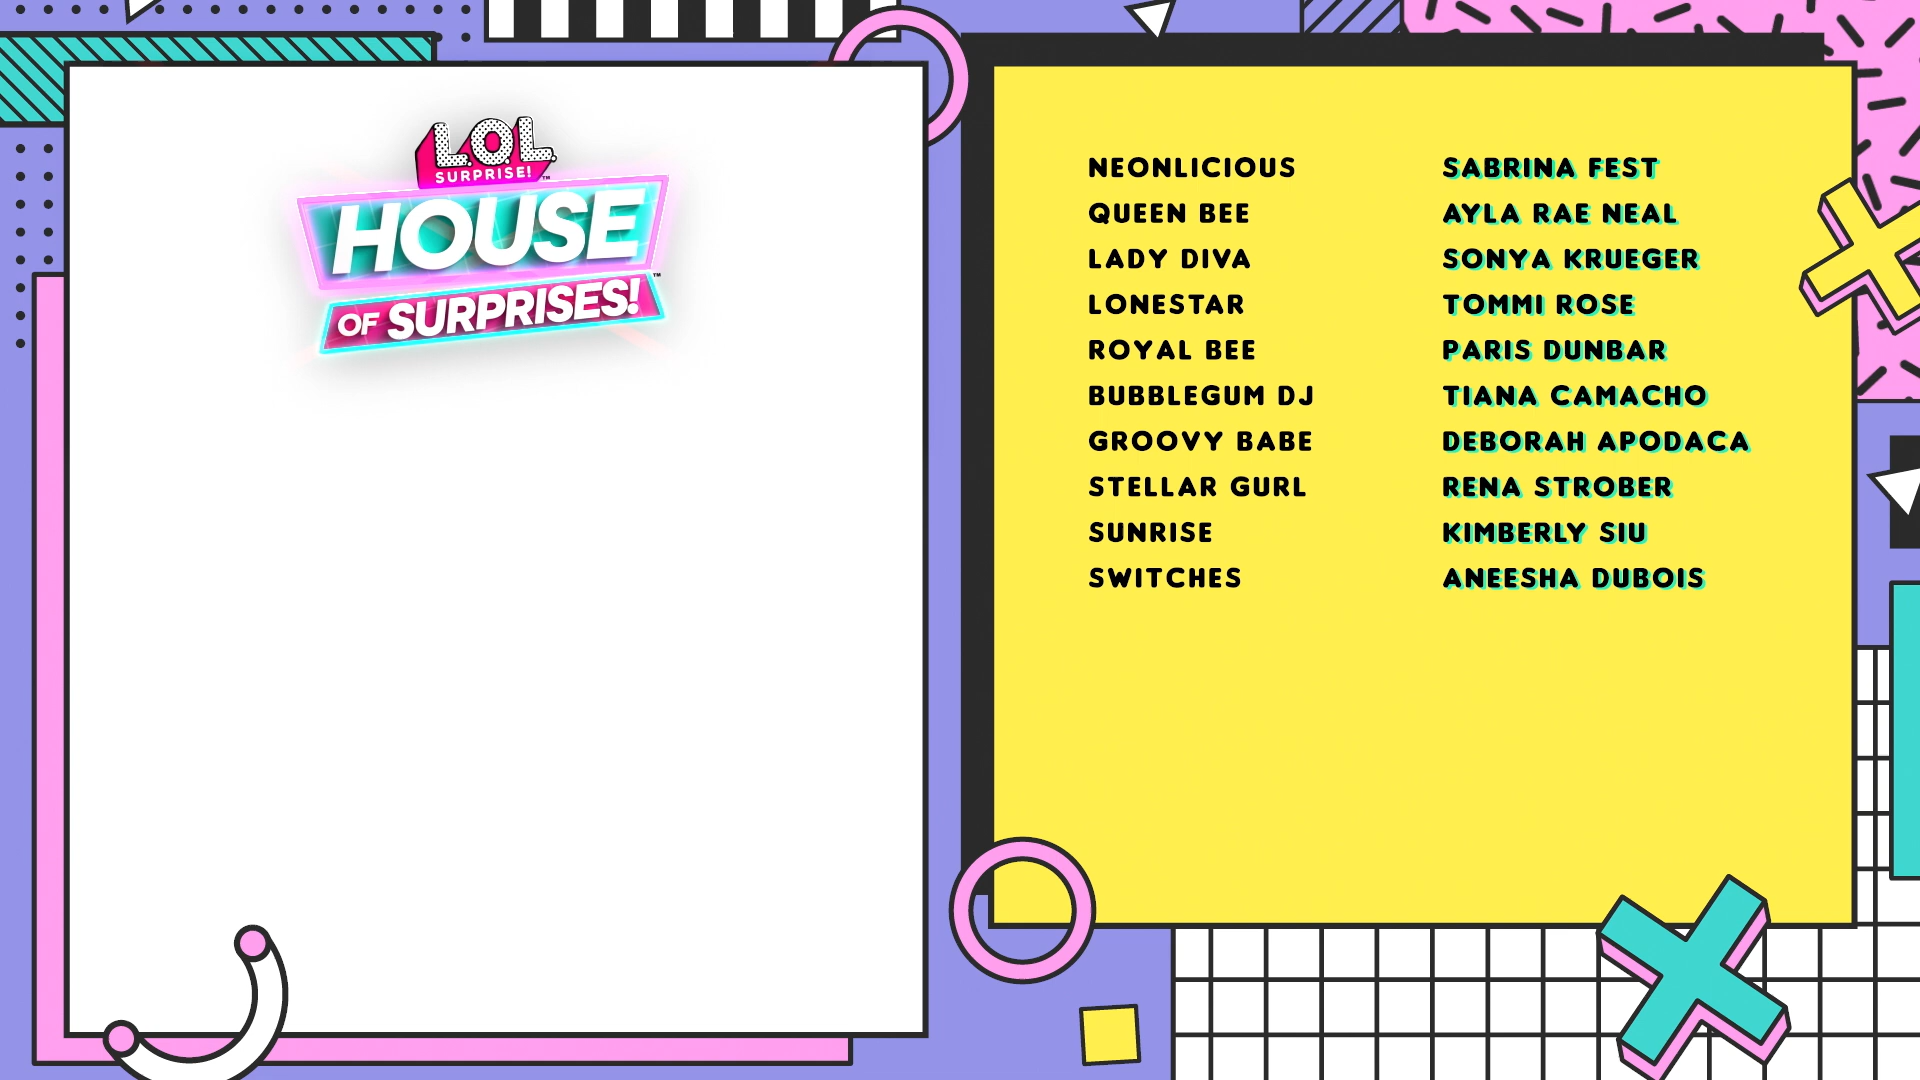 L.O.L.
SURPRISE!™
HOUSE
OF SURPRISES!™
NEONLICIOUS SABRINA FEST
QUEEN BEE AYLA RAE NEAL
LADY DIVA SONYA KRUEGER
LONESTAR TOMMI ROSE
ROYAL BEE PARIS DUNBAR
BUBBLEGUM DJ TIANA CAMACHO
GROOVY BABE DEBORAH APODACA
STELLAR GURL RENA STROBER
SUNRISE KIMBERLY SIU
SWITCHES ANEESHA DUBOIS